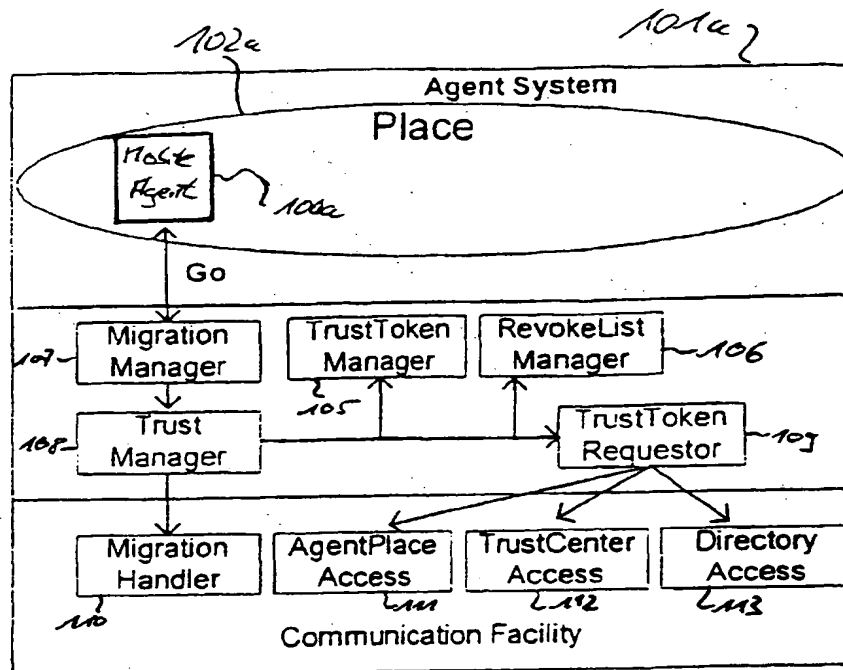 102a
101a
Agent System
Place
Mobile
Agent
100a
Go
107
Migration
Manager
TrustToken
Manager
105
RevokeList
Manager
106
108
Trust
Manager
TrustToken
Requestor
109
Migration
Handler
110
AgentPlace
Access
111
TrustCenter
Access
112
Directory
Access
113
Communication Facility